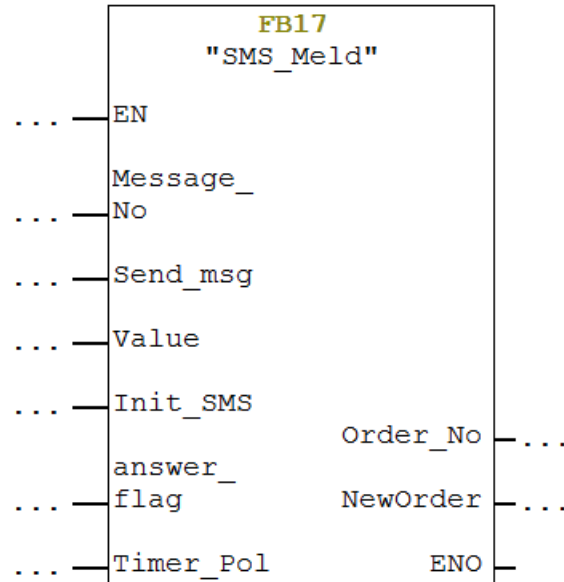 FB17
"SMS_Meld"
... EN
Message_
... No
... Send_msg
... Value
... Init_SMS
Order_No ...
answer_
... flag NewOrder ...
... Timer_Pol ENO